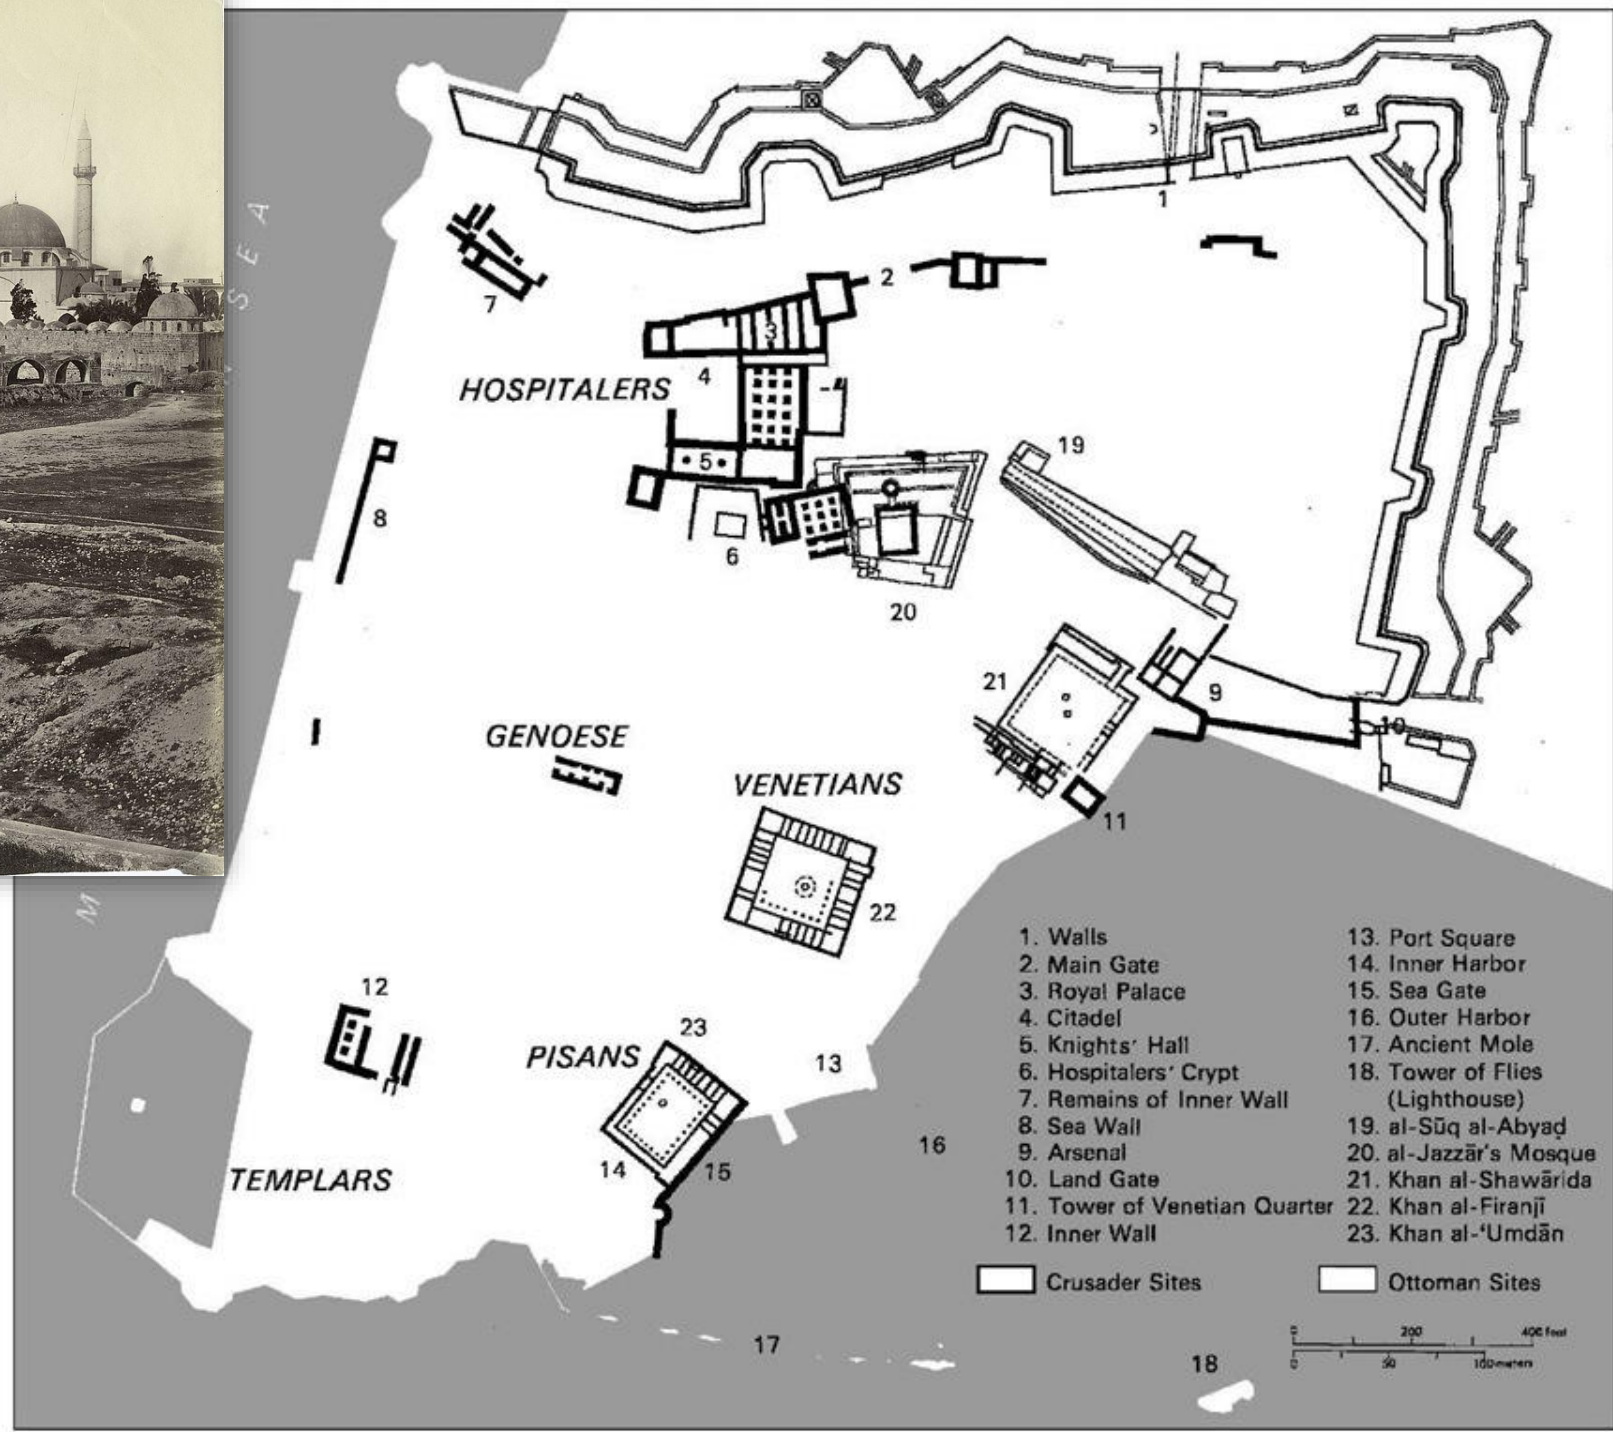 S E A
M
1
2
3
7
4
HOSPITALERS
5
19
8
6
20
21
9
10
GENOESE
VENETIANS
11
22
12
23
PISANS
13
14
15
16
TEMPLARS
17
18
1. Walls
2. Main Gate
3. Royal Palace
4. Citadel
5. Knights' Hall
6. Hospitalers' Crypt
7. Remains of Inner Wall
8. Sea Wall
9. Arsenal
10. Land Gate
11. Tower of Venetian Quarter
12. Inner Wall
13. Port Square
14. Inner Harbor
15. Sea Gate
16. Outer Harbor
17. Ancient Mole
18. Tower of Flies
(Lighthouse)
19. al-Sūq al-Abyaḍ
20. al-Jazzār's Mosque
21. Khan al-Shawārida
22. Khan al-Firanjī
23. Khan al-‘Umdān
Crusader Sites
Ottoman Sites
0 200 400 feet
0 50 100 meters